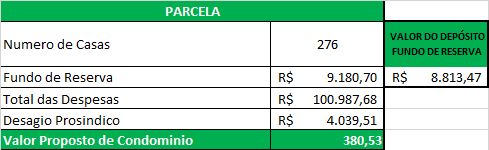 PARCELA
Numero de Casas 276
VALOR DO DEPÓSITO
FUNDO DE RESERVA
Fundo de Reserva R$ 9.180,70 R$ 8.813,47
Total das Despesas R$ 100.987,68
Desagio Prosindico R$ 4.039,51
Valor Proposto de Condominio 380,53